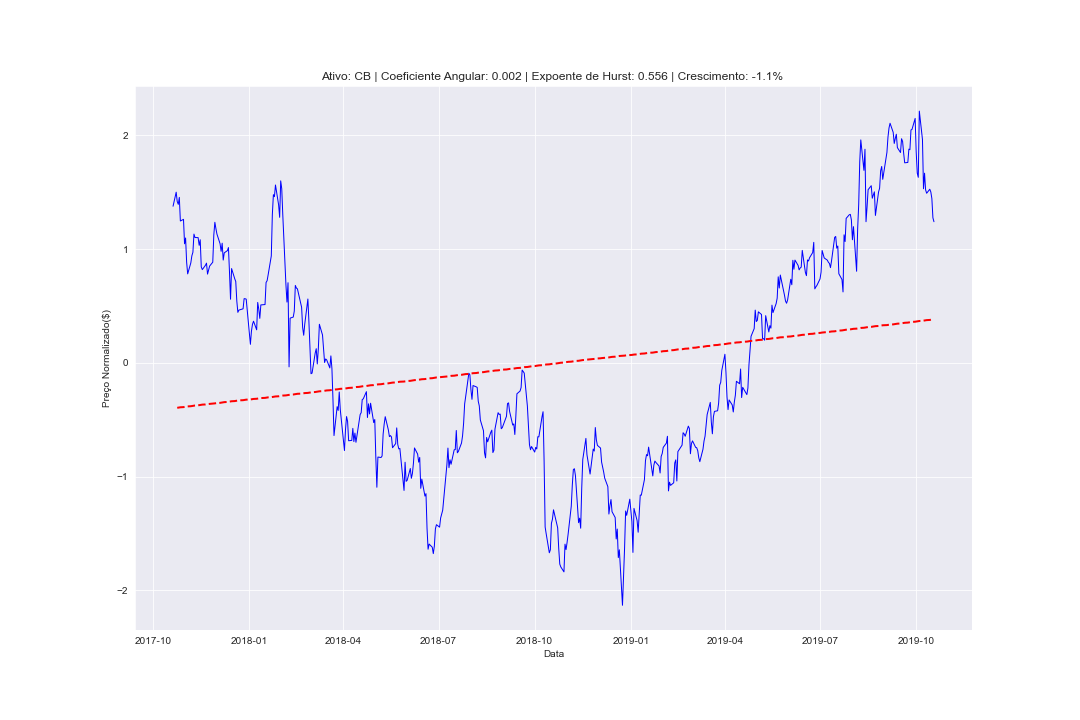 Ativo: CB | Coeficiente Angular: 0.002 | Expoente de Hurst: 0.556 | Crescimento: -1.1%
Preço Normalizado($)
2
1
0
−1
−2
2017-10 2018-01 2018-04 2018-07 2018-10 2019-01 2019-04 2019-07 2019-10
Data